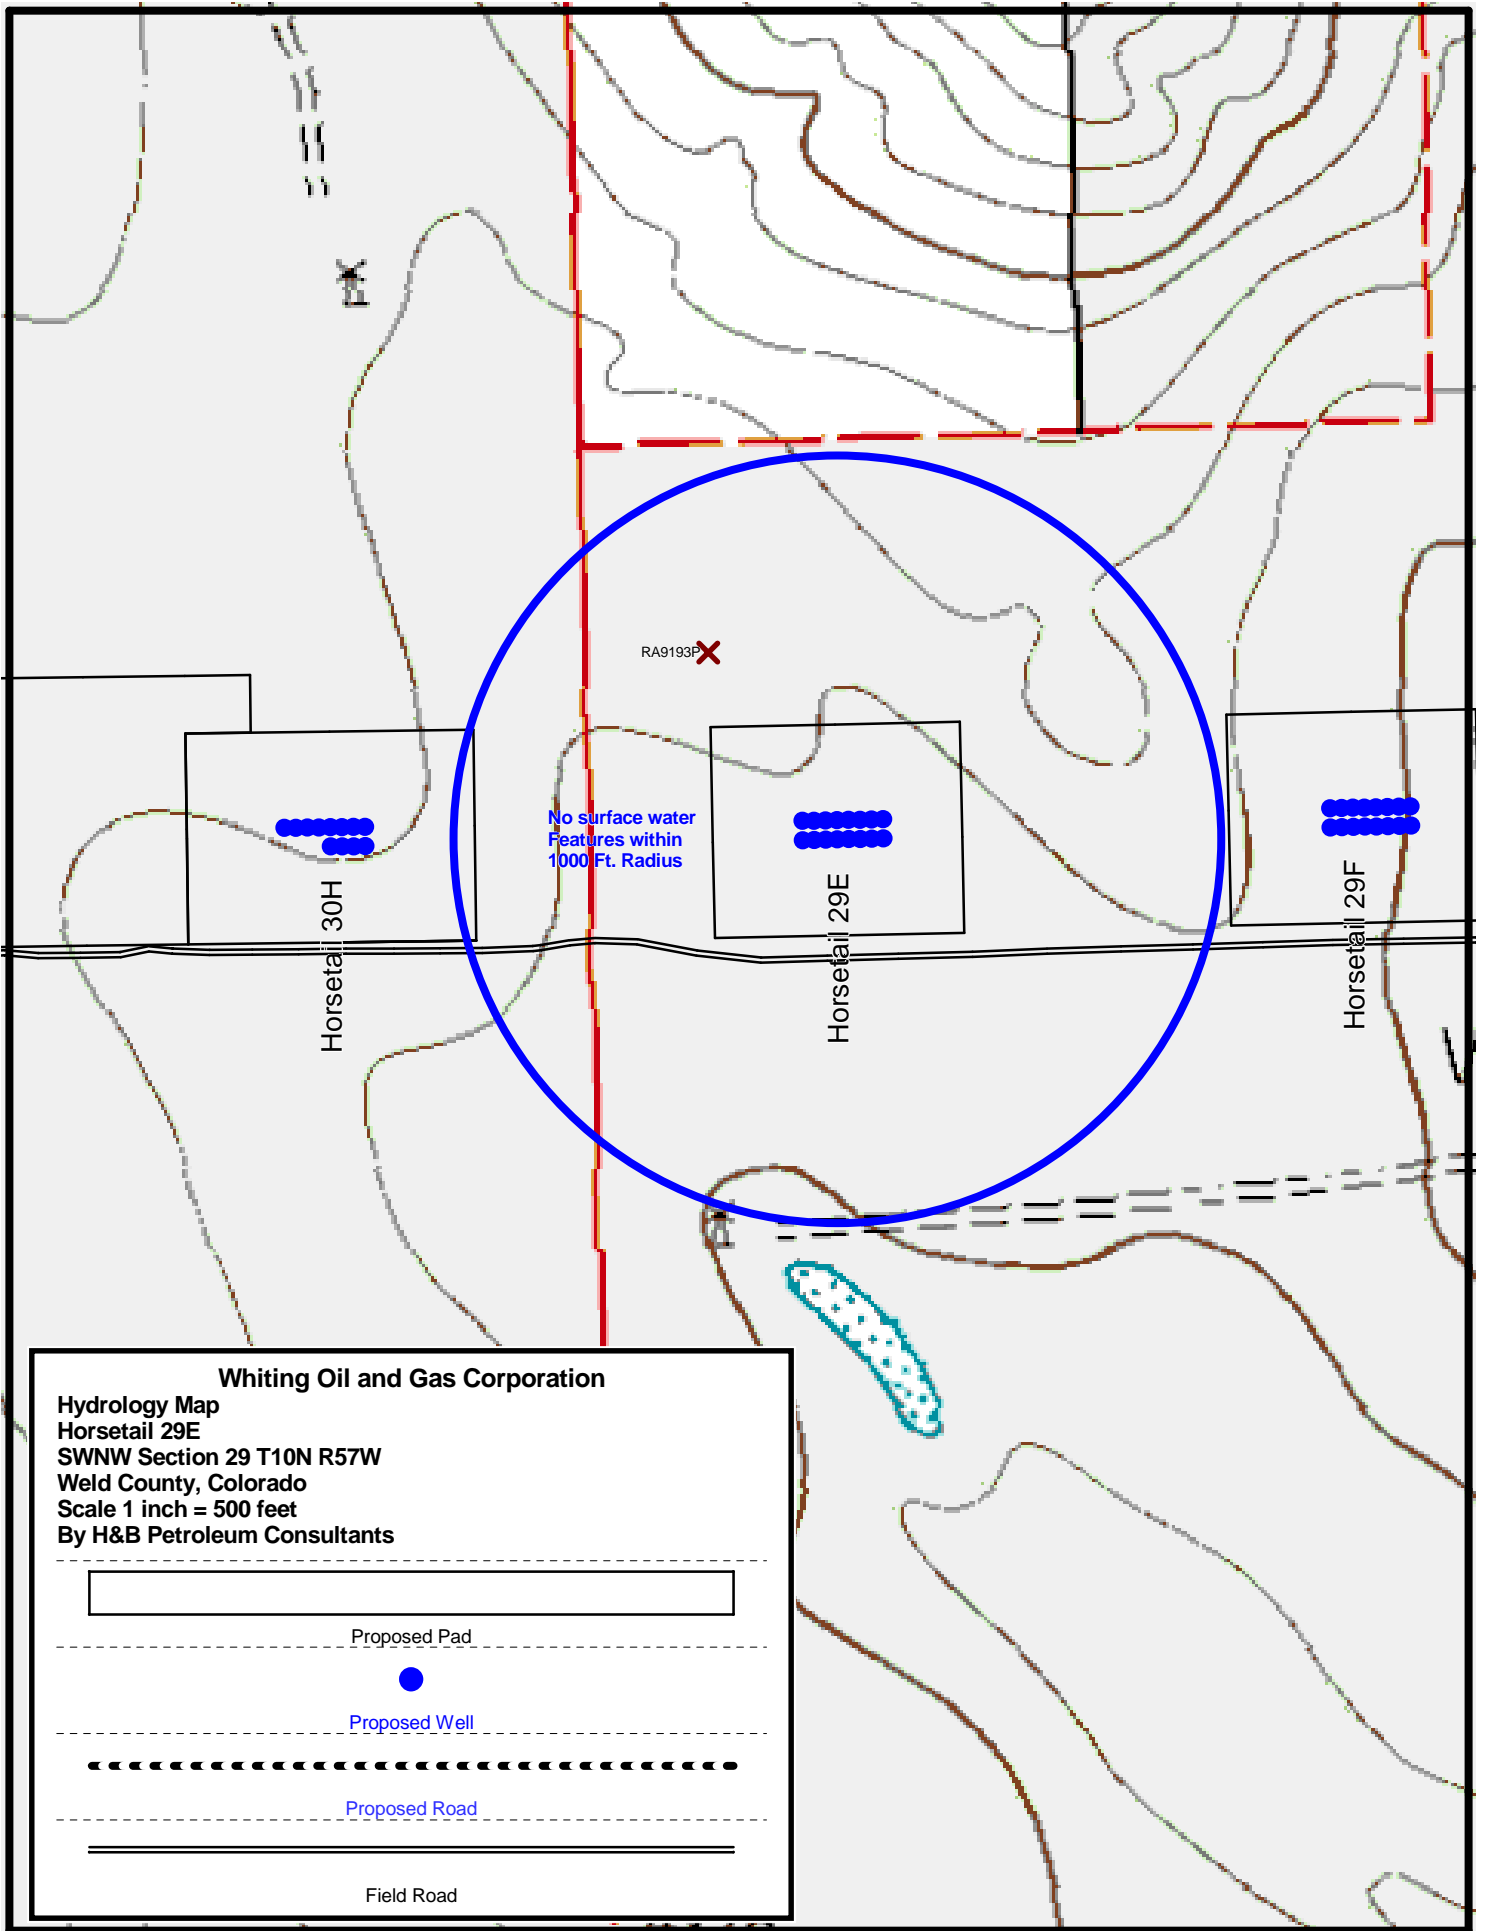 RA9193P
No surface water
Features within
1000 Ft. Radius
Horsetail 30H
Horsetail 29E
Horsetail 29F
Whiting Oil and Gas Corporation
Hydrology Map
Horsetail 29E
SWNW Section 29 T10N R57W
Weld County, Colorado
Scale 1 inch = 500 feet
By H&B Petroleum Consultants
Proposed Pad
Proposed Well
Proposed Road
Field Road